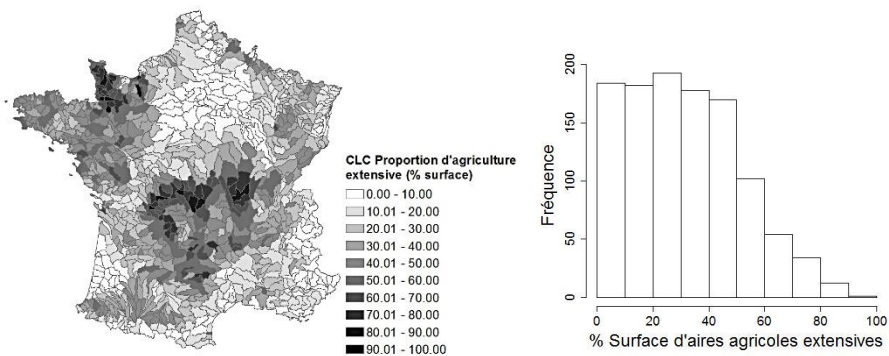 CLC Proportion d'agriculture
extensive (% surface)
0.00 - 10.00
10.01 - 20.00
20.01 - 30.00
30.01 - 40.00
40.01 - 50.00
50.01 - 60.00
60.01 - 70.00
70.01 - 80.00
80.01 - 90.00
90.01 - 100.00
Fréquence
200
150
100
50
0
0 20 40 60 80 100
% Surface d'aires agricoles extensives